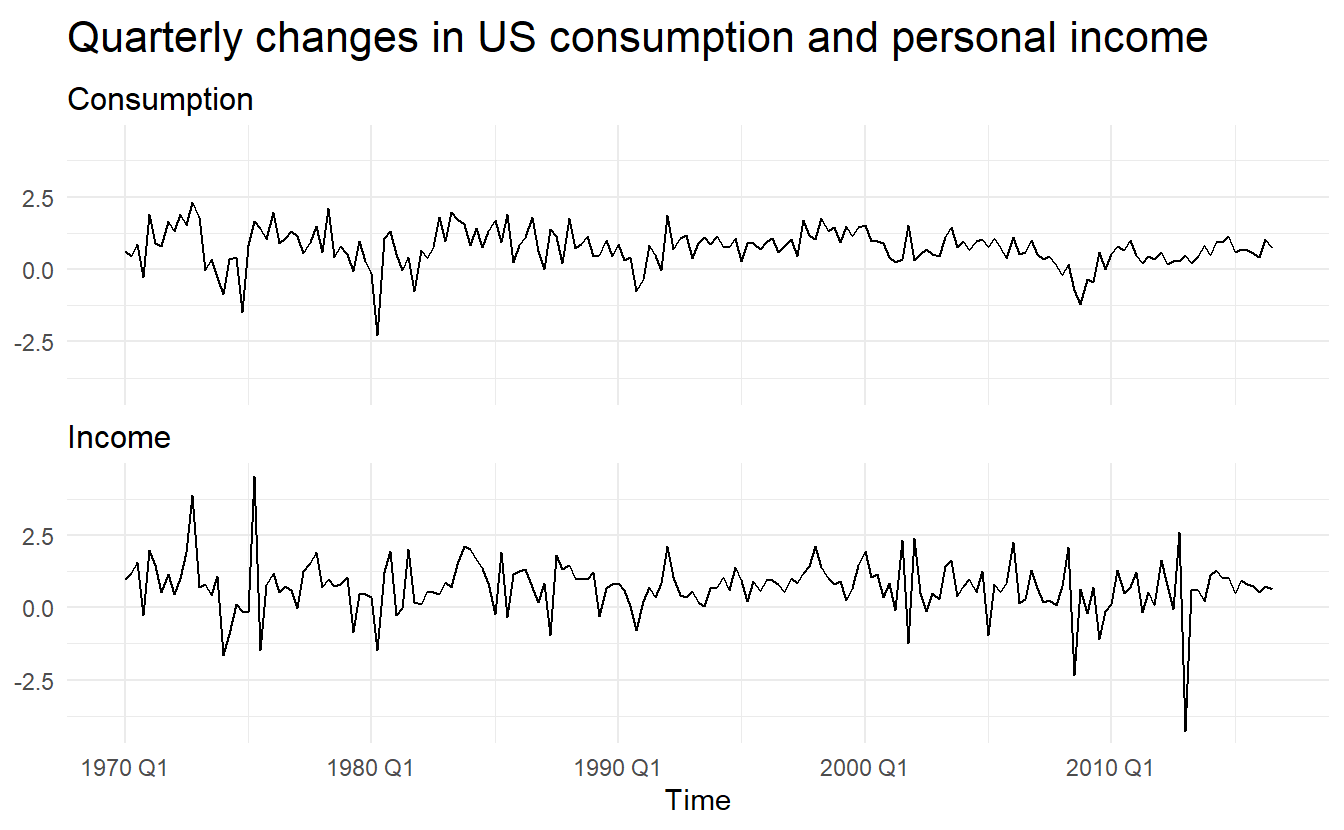 Quarterly changes in US consumption and personal income
Consumption
2.5
0.0
-2.5
Income
2.5
0.0
-2.5
1970 Q1 1980 Q1 1990 Q1 2000 Q1 2010 Q1
Time